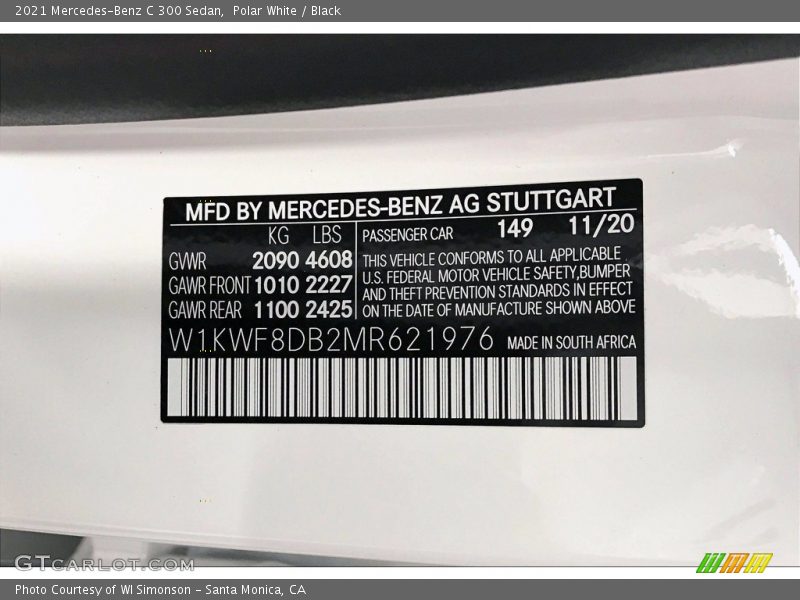 2021 Mercedes-Benz C 300 Sedan, Polar White / Black
MFD BY MERCEDES-BENZ AG STUTTGART
KG LBS
GVWR 2090 4608
GAWR FRONT 1010 2227
GAWR REAR 1100 2425
PASSENGER CAR 149 11/20
THIS VEHICLE CONFORMS TO ALL APPLICABLE
U.S. FEDERAL MOTOR VEHICLE SAFETY,BUMPER
AND THEFT PREVENTION STANDARDS IN EFFECT
ON THE DATE OF MANUFACTURE SHOWN ABOVE
W1KWF8DB2MR621976 MADE IN SOUTH AFRICA
GTcarlot.com
Photo Courtesy of WI Simonson - Santa Monica, CA